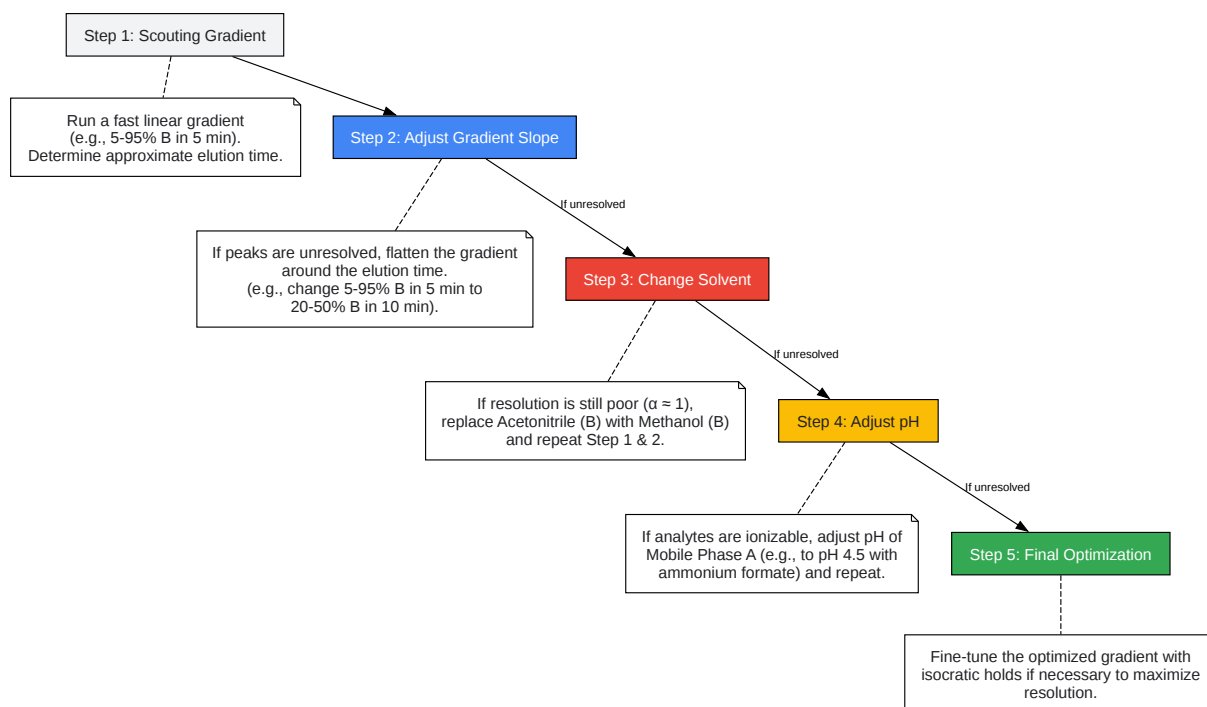 Step 1: Scouting Gradient
Run a fast linear gradient
(e.g., 5-95% B in 5 min).
Determine approximate elution time.
Step 2: Adjust Gradient Slope
If unresolved
If peaks are unresolved, flatten the gradient
around the elution time.
(e.g., change 5-95% B in 5 min to
20-50% B in 10 min).
Step 3: Change Solvent
If unresolved
If resolution is still poor (α ≈ 1),
replace Acetonitrile (B) with Methanol (B)
and repeat Step 1 & 2.
Step 4: Adjust pH
If unresolved
If analytes are ionizable, adjust pH of
Mobile Phase A (e.g., to pH 4.5 with
ammonium formate) and repeat.
Step 5: Final Optimization
Fine-tune the optimized gradient with
isocratic holds if necessary to maximize
resolution.